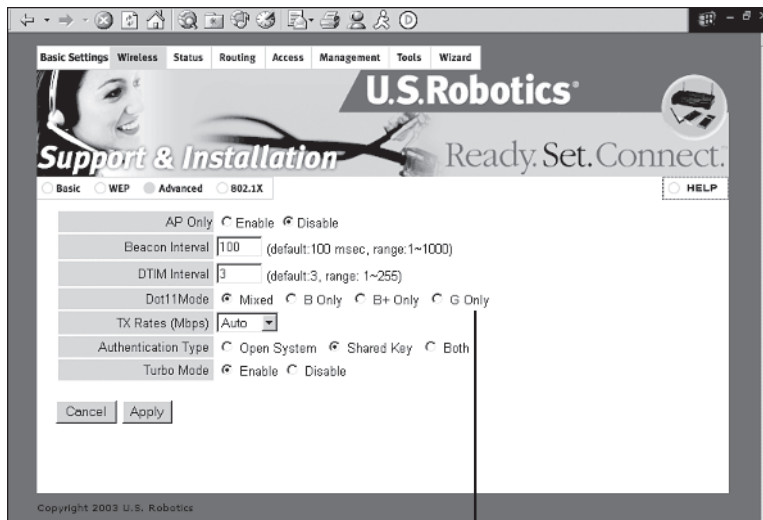 Basic Settings Wireless Status Routing Access Management Tools Wizard
U.S.Robotics®
Support & Installation
Ready. Set. Connect.
Basic WEP Advanced 802.1X HELP
AP Only Enable Disable
Beacon Interval 100 (default:100 msec, range:1~1000)
DTIM Interval 3 (default:3, range: 1~255)
Dot11Mode Mixed B Only B+ Only G Only
TX Rates (Mbps) Auto
Authentication Type Open System Shared Key Both
Turbo Mode Enable Disable
Cancel Apply
Copyright 2003 U.S. Robotics